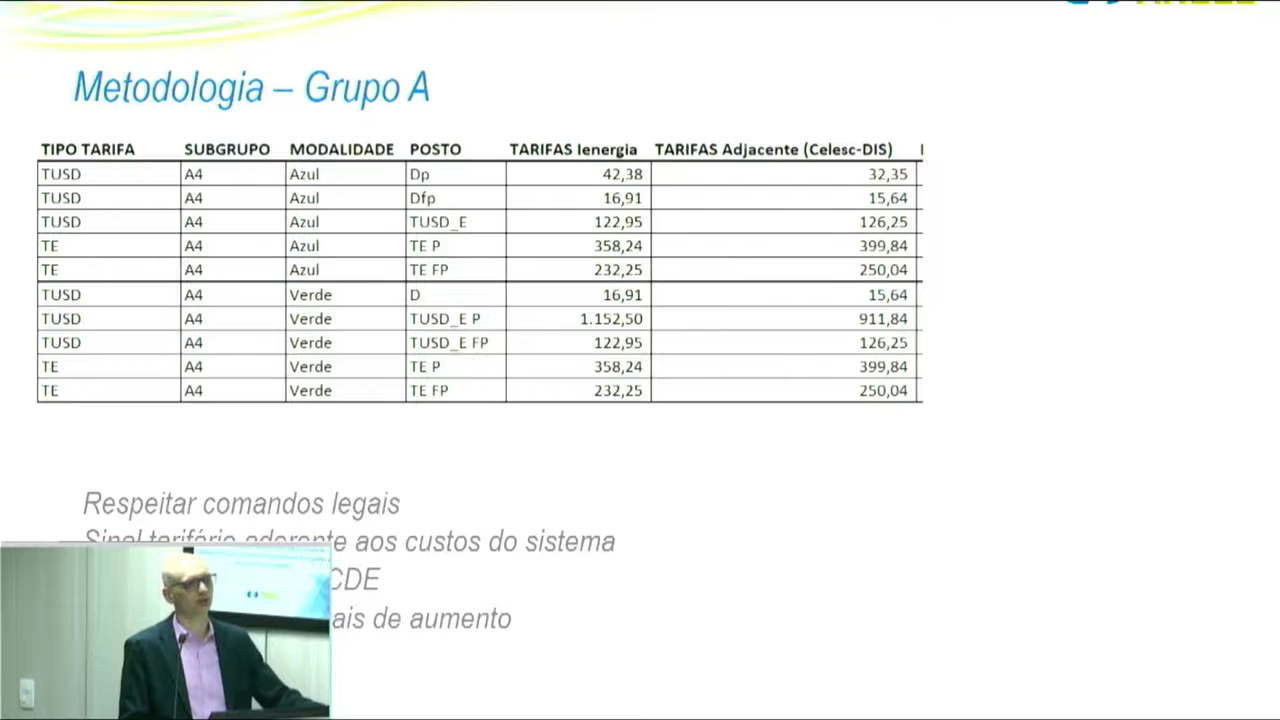 Metodologia – Grupo A
TIPO TARIFA SUBGRUPO MODALIDADE POSTO TARIFAS Ienergia TARIFAS Adjacente (Celesc-DIS)
TUSD A4 Azul Dp 42,38 32,35
TUSD A4 Azul Dfp 16,91 15,64
TUSD A4 Azul TUSD_E 122,95 126,25
TE A4 Azul TE P 358,24 399,84
TE A4 Azul TE FP 232,25 250,04
TUSD A4 Verde D 16,91 15,64
TUSD A4 Verde TUSD_E P 1.152,50 911,84
TUSD A4 Verde TUSD_E FP 122,95 126,25
TE A4 Verde TE P 358,24 399,84
TE A4 Verde TE FP 232,25 250,04
Respeitar comandos legais
Sinal tarifário aderente aos custos do sistema
CDE
ais de aumento